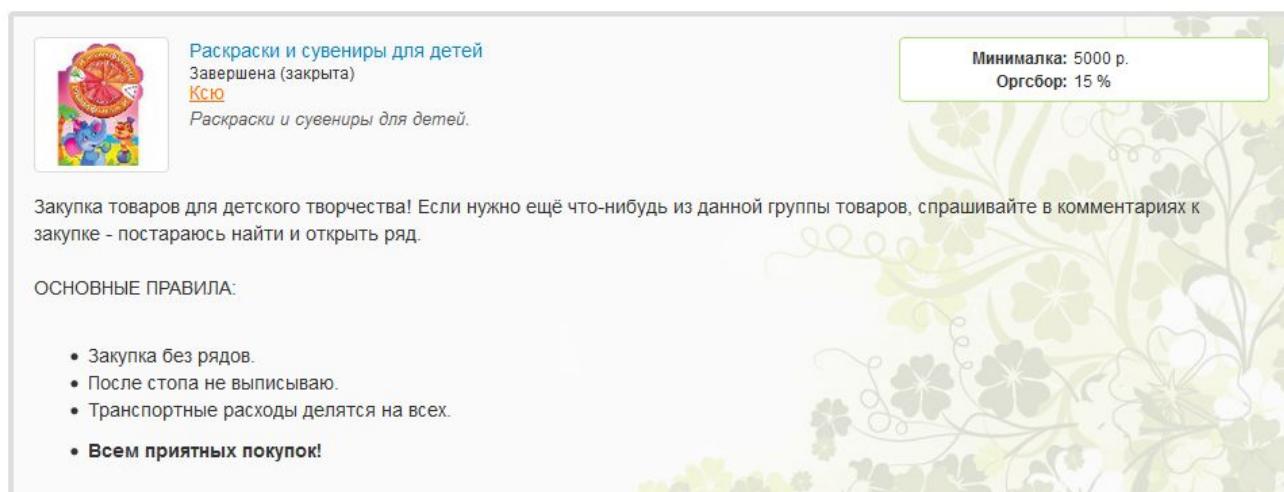 Раскраски и сувениры для детей
Завершена (закрыта)
Ксю
Раскраски и сувениры для детей.
Минималка: 5000 р.
Оргсбор: 15 %
Закупка товаров для детского творчества! Если нужно ещё что-нибудь из данной группы товаров, спрашивайте в комментариях к
закупке - постараюсь найти и открыть ряд.
ОСНОВНЫЕ ПРАВИЛА:
• Закупка без рядов.
• После стопа не выписываю.
• Транспортные расходы делятся на всех.
• Всем приятных покупок!